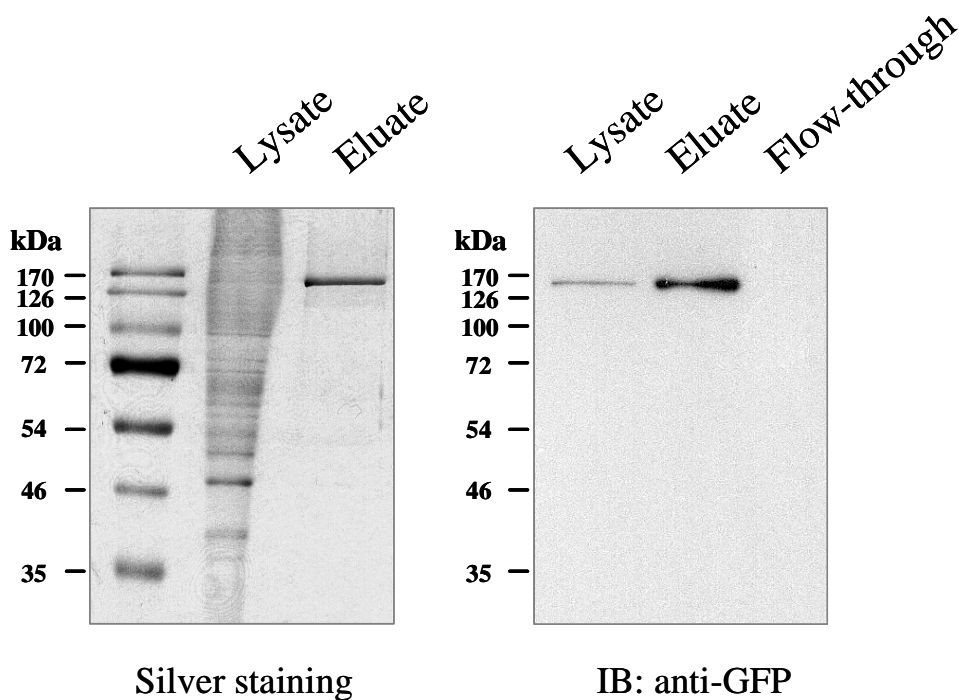 Lysate
Eluate
kDa
170
126
100
72
54
46
35
Silver staining
Lysate
Eluate
Flow-through
kDa
170
126
100
72
54
46
35
IB: anti-GFP